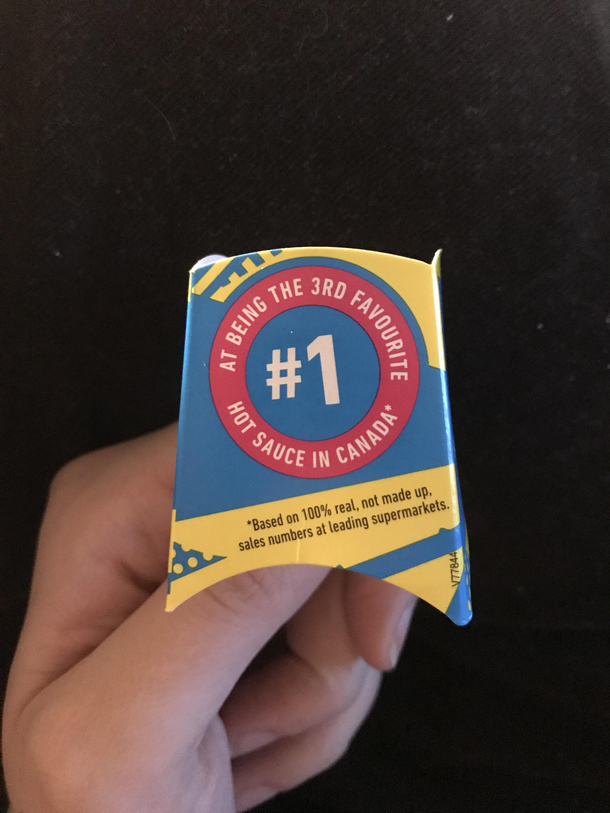 #1
AT BEING THE 3RD FAVOURITE
HOT SAUCE IN CANADA*
*Based on 100% real, not made up,
sales numbers at leading supermarkets.
V77844